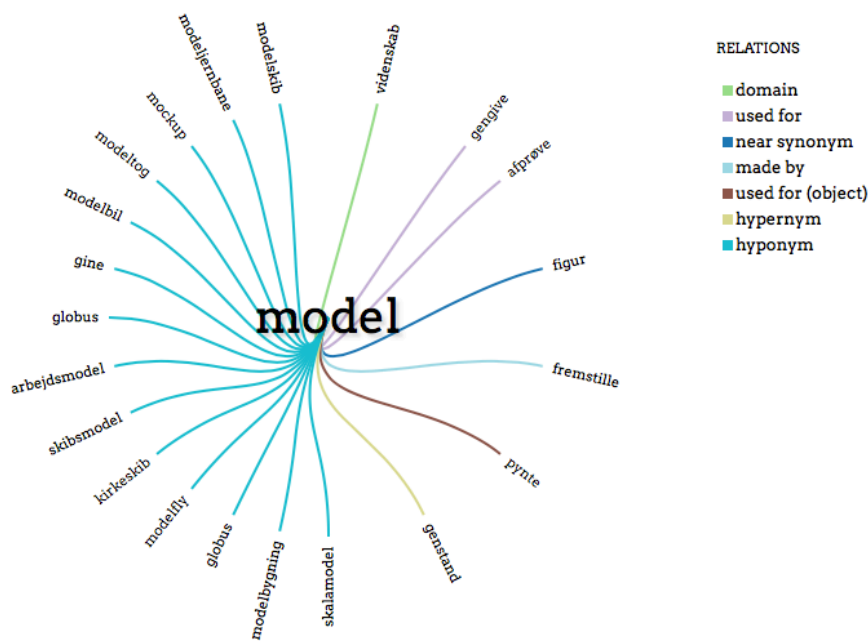 RELATIONS
domain
used for
near synonym
made by
used for (object)
hypernym
hyponym
model
videnskab
gengive
afprøve
figur
fremstille
pynte
genstand
skalamodel
modelbygning
globus
modelfly
kirkeskib
skibsmodel
arbejdsmodel
globus
gine
modelbil
modeltog
mockup
modeljernbane
modelskib